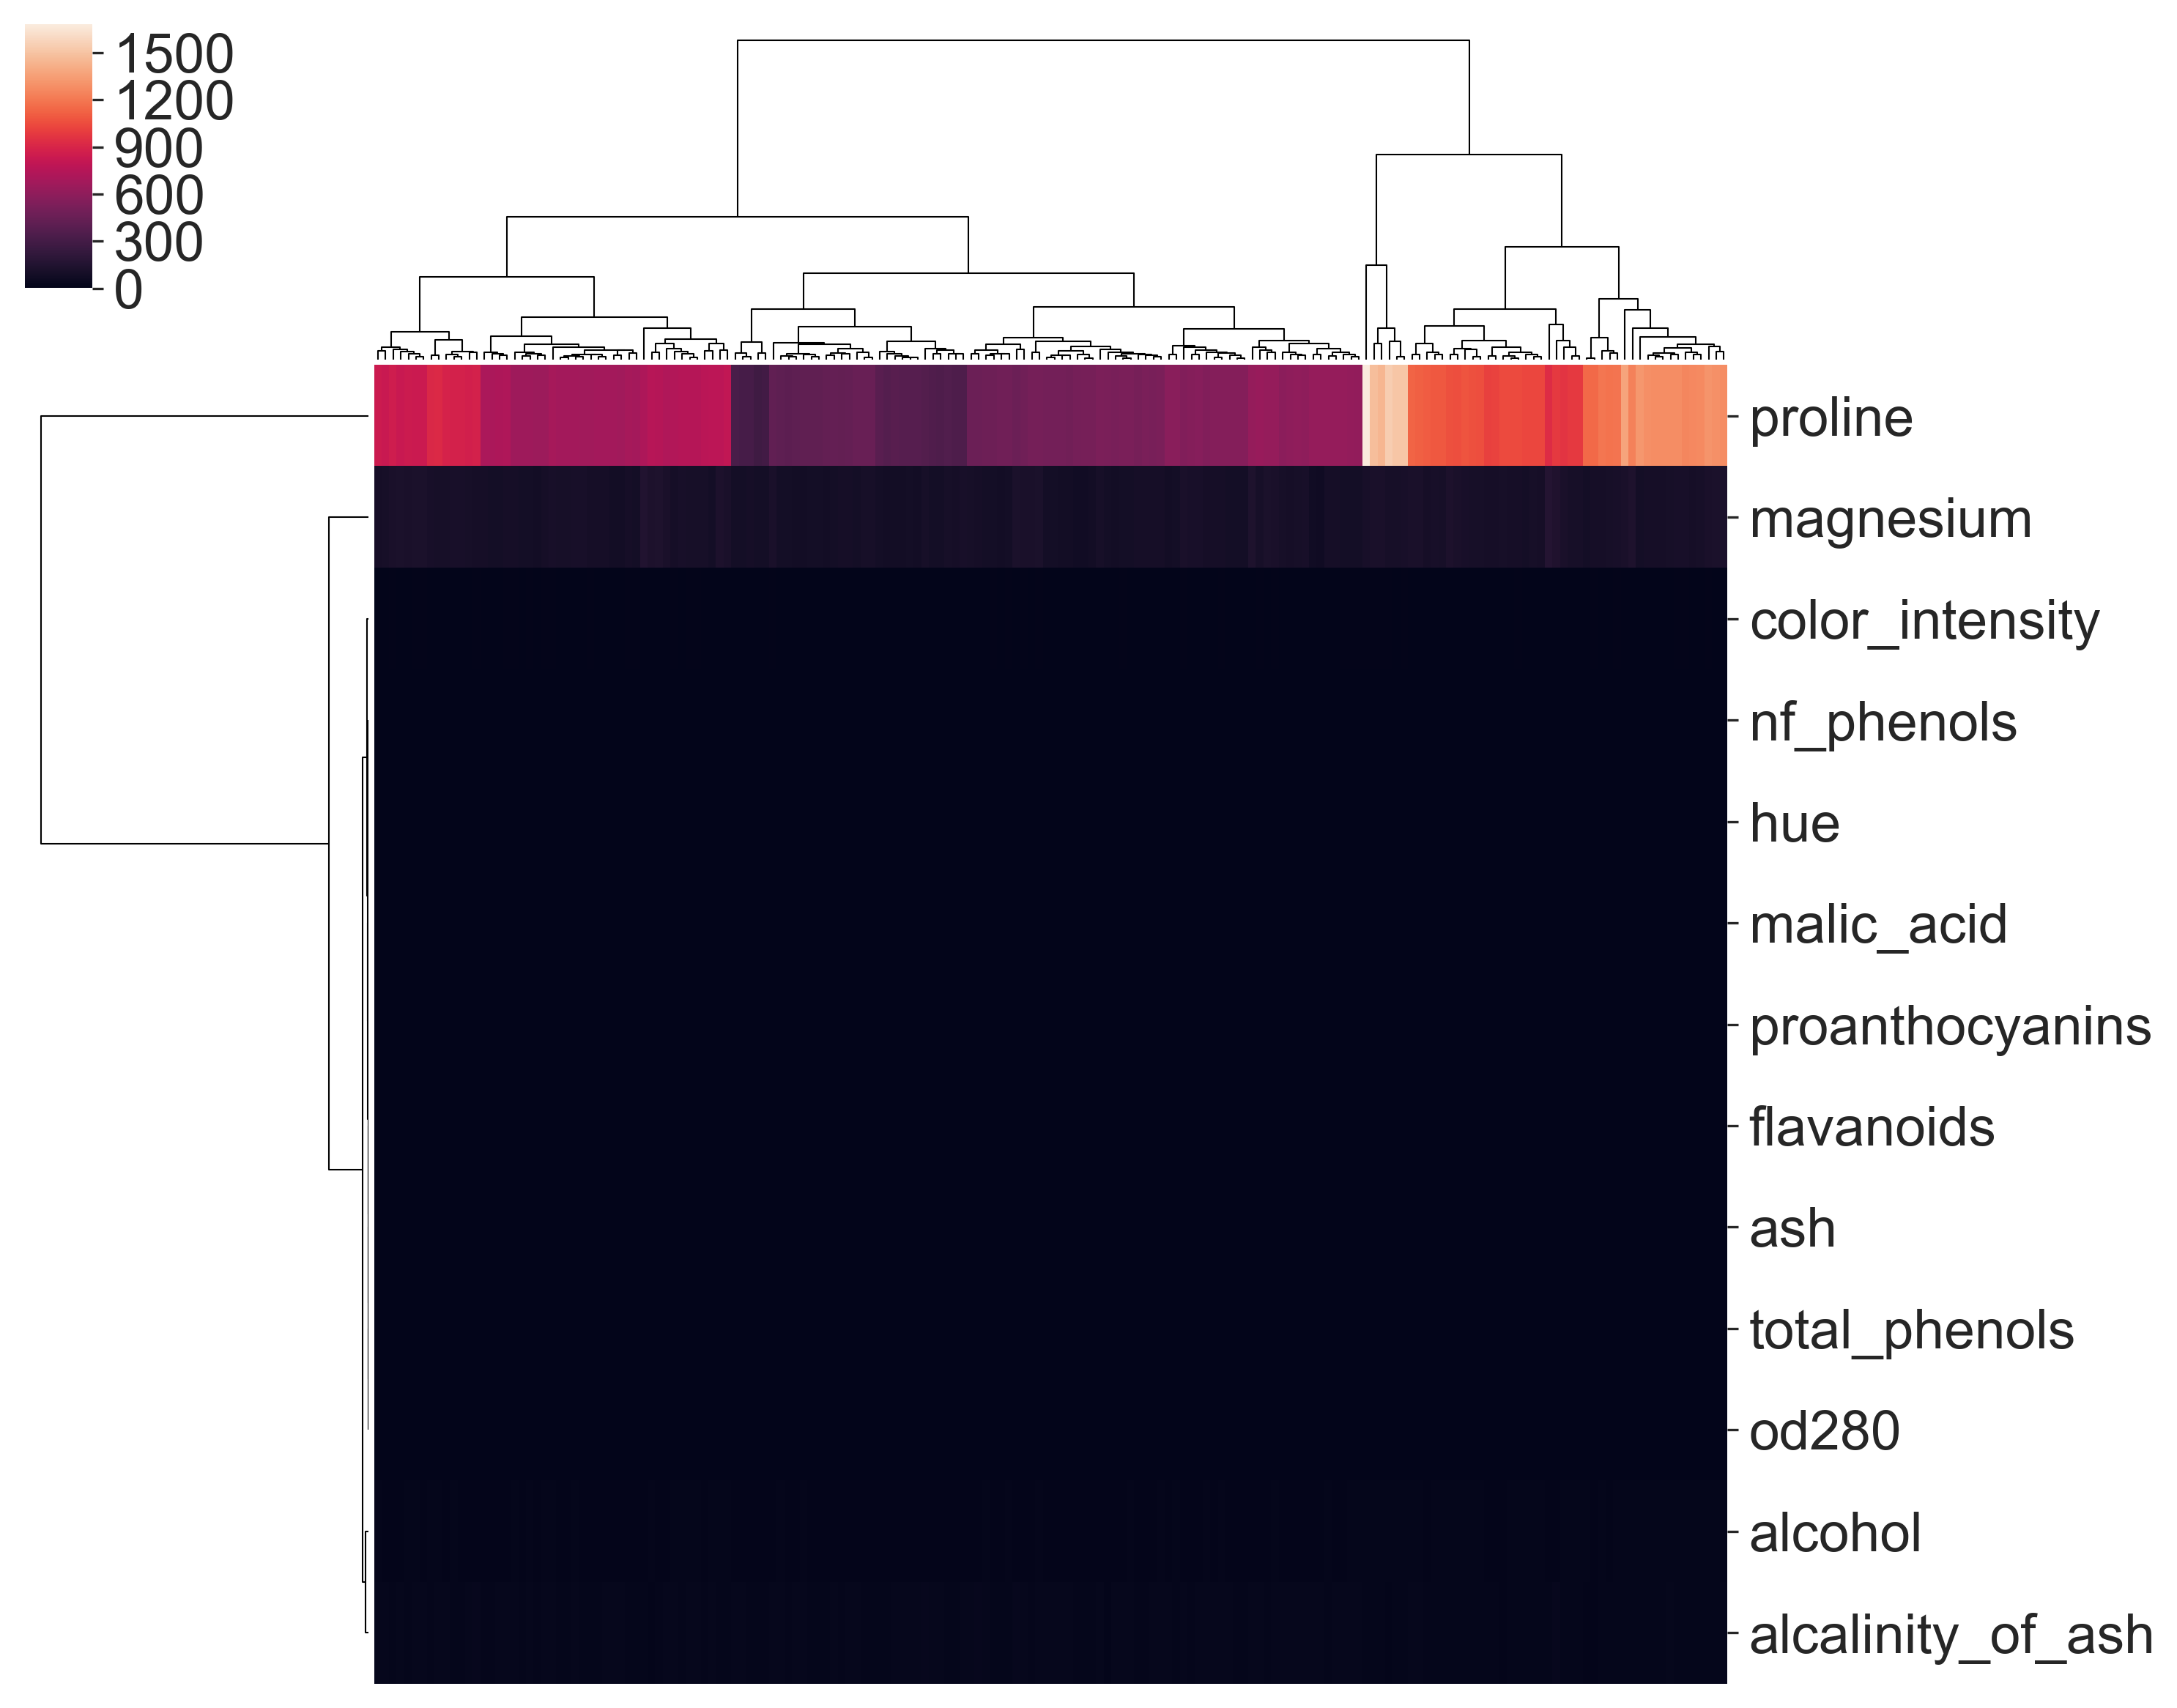 1500
1200
900
600
300
0
proline
magnesium
color_intensity
nf_phenols
hue
malic_acid
proanthocyanins
flavanoids
ash
total_phenols
od280
alcohol
alcalinity_of_ash